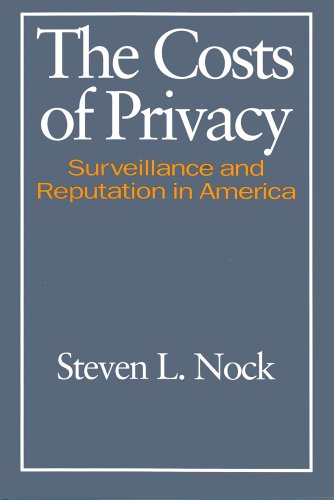 The Costs
of Privacy
Surveillance and
Reputation in America
Steven L. Nock